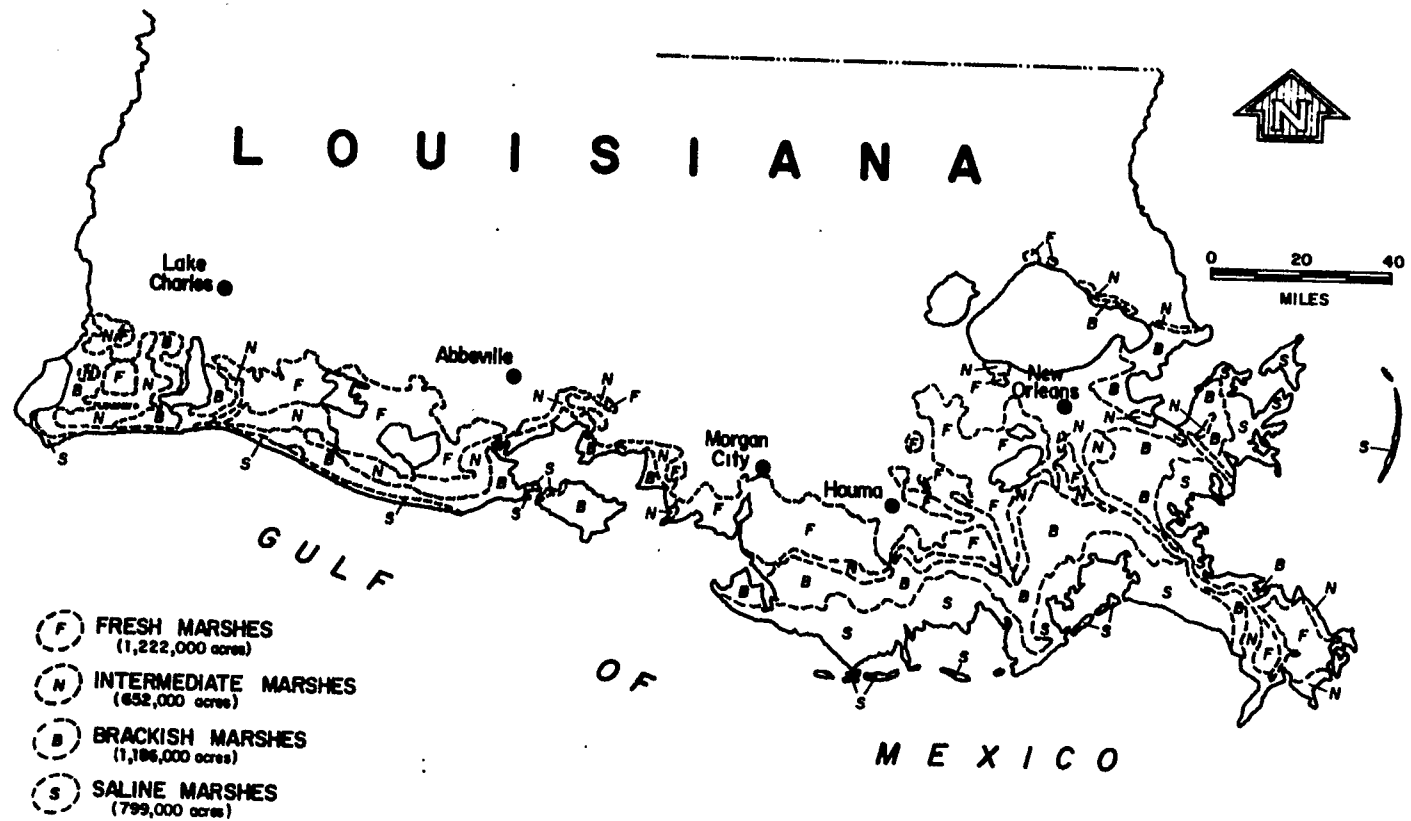 LOUISIANA
N
Lake
Charles
Abbeville
Morgan
City
Houma
New
Orleans
0 20 40
MILES
GULF
OF
MEXICO
F FRESH MARSHES
(1,222,000 acres)
N INTERMEDIATE MARSHES
(652,000 acres)
B BRACKISH MARSHES
(1,186,000 acres)
S SALINE MARSHES
(799,000 acres)